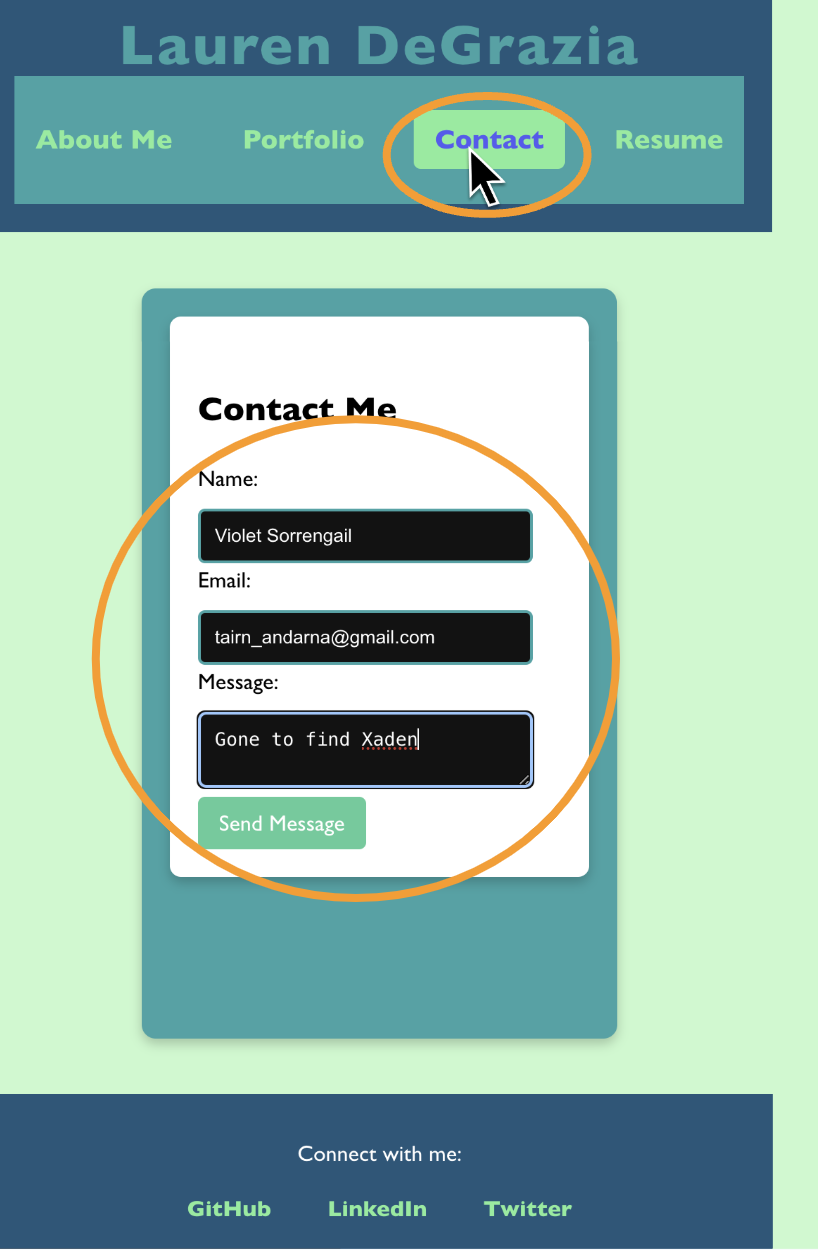 Lauren DeGrazia
About Me Portfolio Contact Resume
Contact Me
Name:
Violet Sorrengail
Email:
tairn_andarna@gmail.com
Message:
Gone to find Xaden
Send Message
Connect with me:
GitHub LinkedIn Twitter